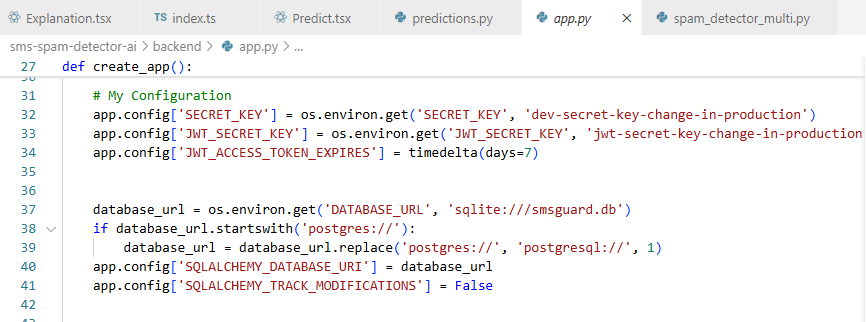 Explanation.tsx TS index.ts Predict.tsx predictions.py app.py × spam_detector_multi.py
sms-spam-detector-ai > backend > app.py > ...
27 def create_app():
31 # My Configuration
32 app.config['SECRET_KEY'] = os.environ.get('SECRET_KEY', 'dev-secret-key-change-in-production')
33 app.config['JWT_SECRET_KEY'] = os.environ.get('JWT_SECRET_KEY', 'jwt-secret-key-change-in-production
34 app.config['JWT_ACCESS_TOKEN_EXPIRES'] = timedelta(days=7)
35
36
37 database_url = os.environ.get('DATABASE_URL', 'sqlite:///smsguard.db')
38 if database_url.startswith('postgres://'):
39 database_url = database_url.replace('postgres://', 'postgresql://', 1)
40 app.config['SQLALCHEMY_DATABASE_URI'] = database_url
41 app.config['SQLALCHEMY_TRACK_MODIFICATIONS'] = False
42